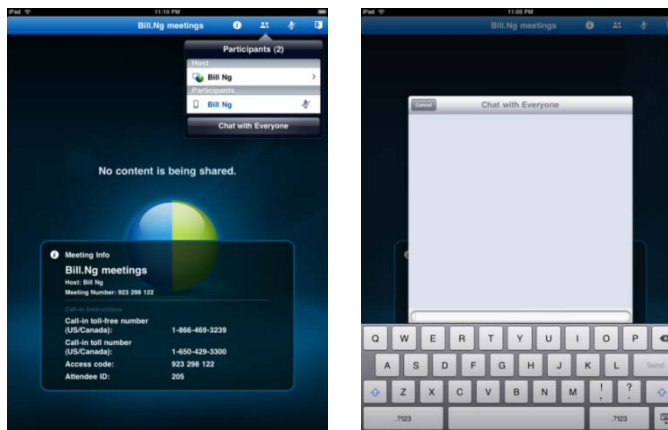 iPad 11:10 PM
Bill.Ng meetings
Participants (2)
Host
Bill Ng
Participants
Bill Ng
Chat with Everyone
No content is being shared.
Meeting Info
Bill.Ng meetings
Host: Bill Ng
Meeting Number: 923 298 122
Call-in Instructions
Call-in toll-free number
(US/Canada): 1-866-469-3239
Call-in toll number
(US/Canada): 1-650-429-3300
Access code: 923 298 122
Attendee ID: 205
iPad 11:00 PM
Bill.Ng meetings
Cancel Chat with Everyone
Q W E R T Y U I O P
A S D F G H J K L Send
Z X C V B N M ! , ? .
.?123 .?123